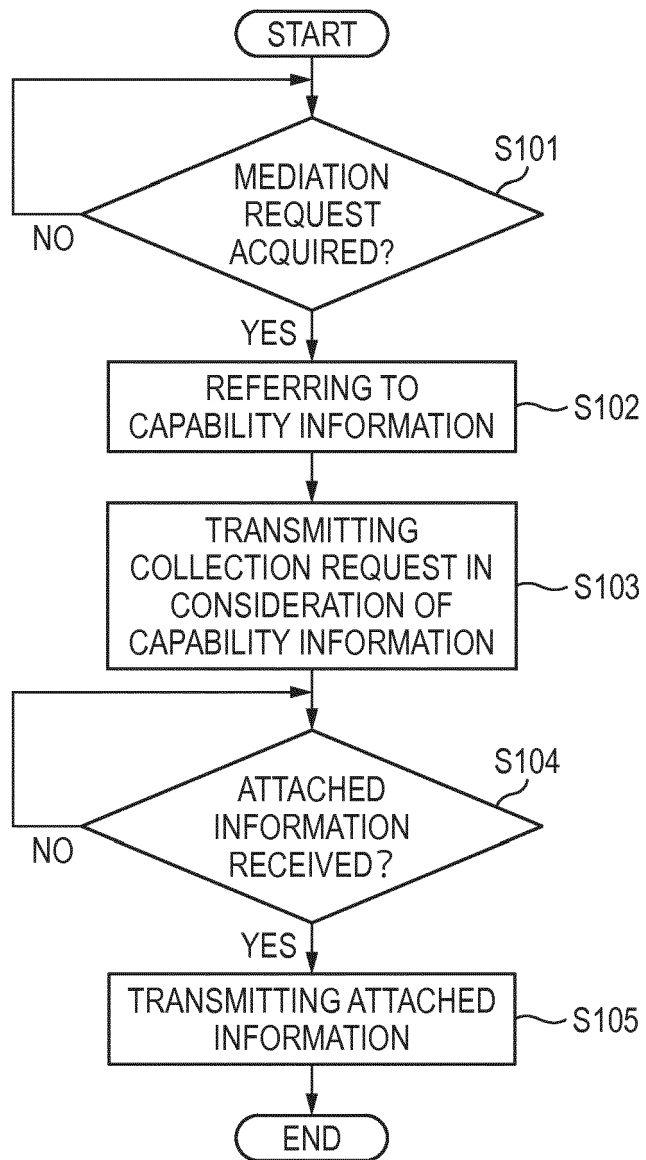 START
S101
MEDIATION
REQUEST
ACQUIRED?
NO
YES
REFERRING TO
CAPABILITY INFORMATION
S102
TRANSMITTING
COLLECTION REQUEST IN
CONSIDERATION OF
CAPABILITY INFORMATION
S103
S104
ATTACHED
INFORMATION
RECEIVED?
NO
YES
TRANSMITTING ATTACHED
INFORMATION
S105
END